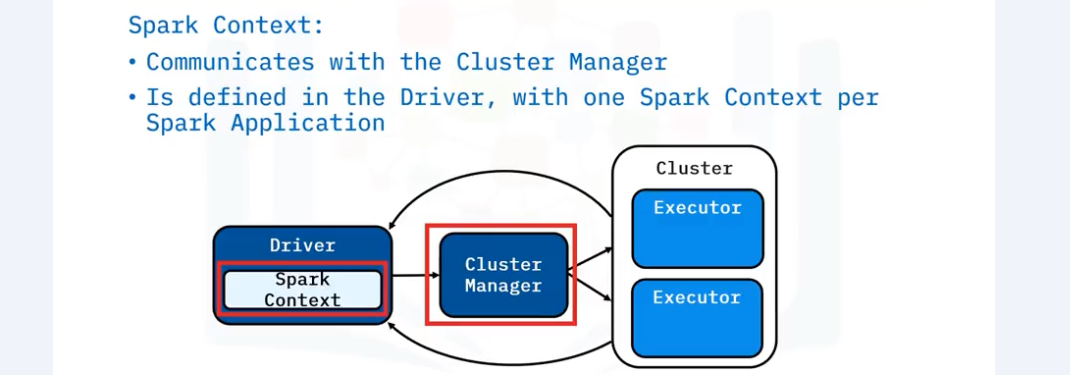 Spark Context:
• Communicates with the Cluster Manager
• Is defined in the Driver, with one Spark Context per
Spark Application
Cluster
Executor
Driver
Spark
Context
Cluster
Manager
Executor